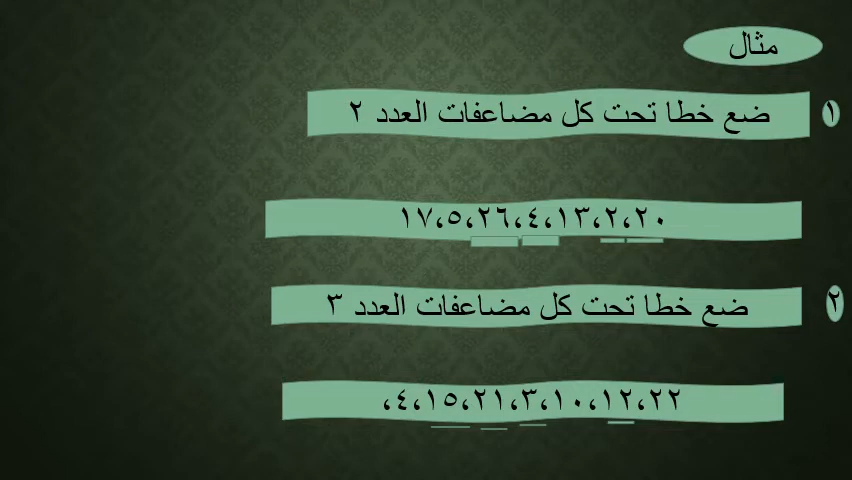 مثال
١ ضع خطا تحت كل مضاعفات العدد ٢
٢٠،٢،١٣،٤،٢٦،٥،١٧
٢ ضع خطا تحت كل مضاعفات العدد ٣
٢٢،١٢،١٠،٣،٢١،١٥،٤،